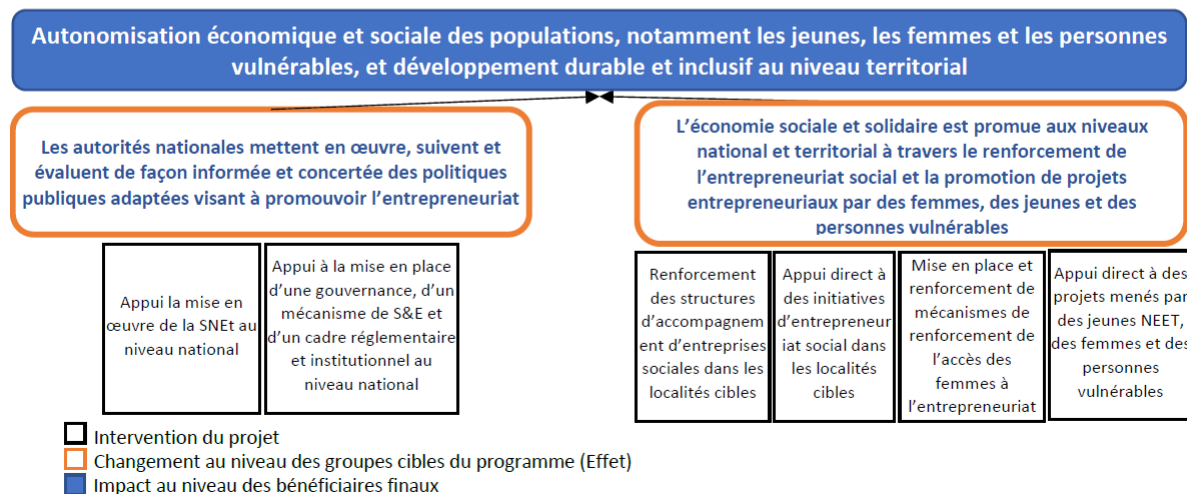 Autonomisation économique et sociale des populations, notamment les jeunes, les femmes et les personnes
vulnérables, et développement durable et inclusif au niveau territorial
Les autorités nationales mettent en œuvre, suivent et
évaluent de façon informée et concertée des politiques
publiques adaptées visant à promouvoir l'entrepreneuriat
L'économie sociale et solidaire est promue aux niveaux
national et territorial à travers le renforcement de
l'entrepreneuriat social et la promotion de projets
entrepreneuriaux par des femmes, des jeunes et des
personnes vulnérables
Appui la mise en
œuvre de la SNEt au
niveau national
Appui à la mise en place
d'une gouvernance, d'un
mécanisme de S&E et
d'un cadre réglementaire
et institutionnel au
niveau national
Renforcement
des structures
d'accompagnem
ent d'entreprises
sociales dans les
localités cibles
Appui direct à
des initiatives
d'entrepreneur
iat social dans
les localités
cibles
Mise en place et
renforcement de
mécanismes de
renforcement de
l'accès des
femmes à
l'entrepreneuriat
Appui direct à des
projets menés par
des jeunes NEET,
des femmes et des
personnes
vulnérables
Intervention du projet
Changement au niveau des groupes cibles du programme (Effet)
Impact au niveau des bénéficiaires finaux